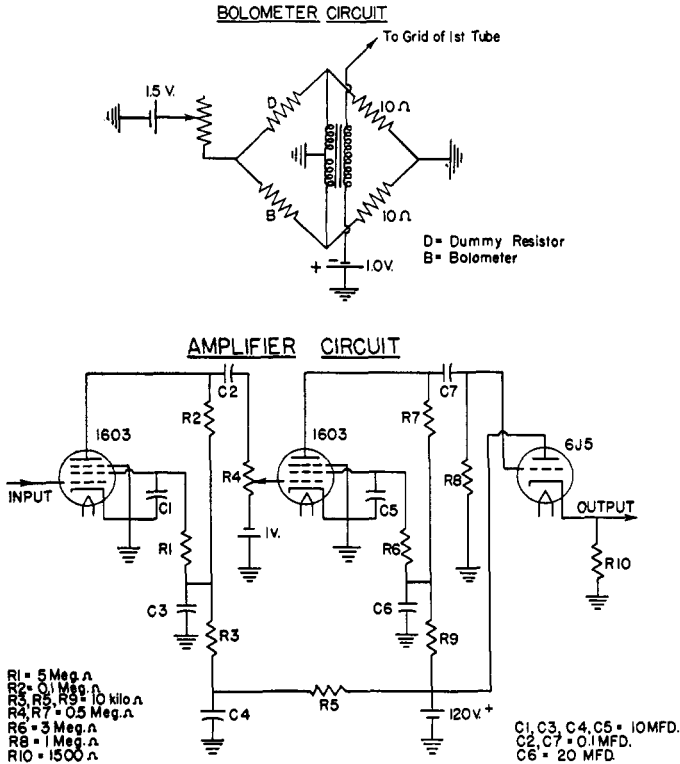 BOLOMETER CIRCUIT
To Grid of 1st Tube
1.5 V.
D
10 Ω
B
10 Ω
D = Dummy Resistor
B = Bolometer
+ - 1.0V.
AMPLIFIER CIRCUIT
C2
C7
R2
R7
1603
1603
6J5
R4
R8
INPUT
C1
C5
OUTPUT
1V.
R1
R6
R10
C3
C6
R3
R9
R1 = 5 Meg.Ω
R2 = 0.1 Meg.Ω
R3, R5, R9 = 10 kilo Ω
R4, R7 = 0.5 Meg.Ω
R6 = 3 Meg.Ω
R8 = 1 Meg.Ω
R10 = 1500 Ω
C4
R5
120V. +
C1, C3, C4, C5 = 10MFD.
C2, C7 = 0.1 MFD.
C6 = 20 MFD.